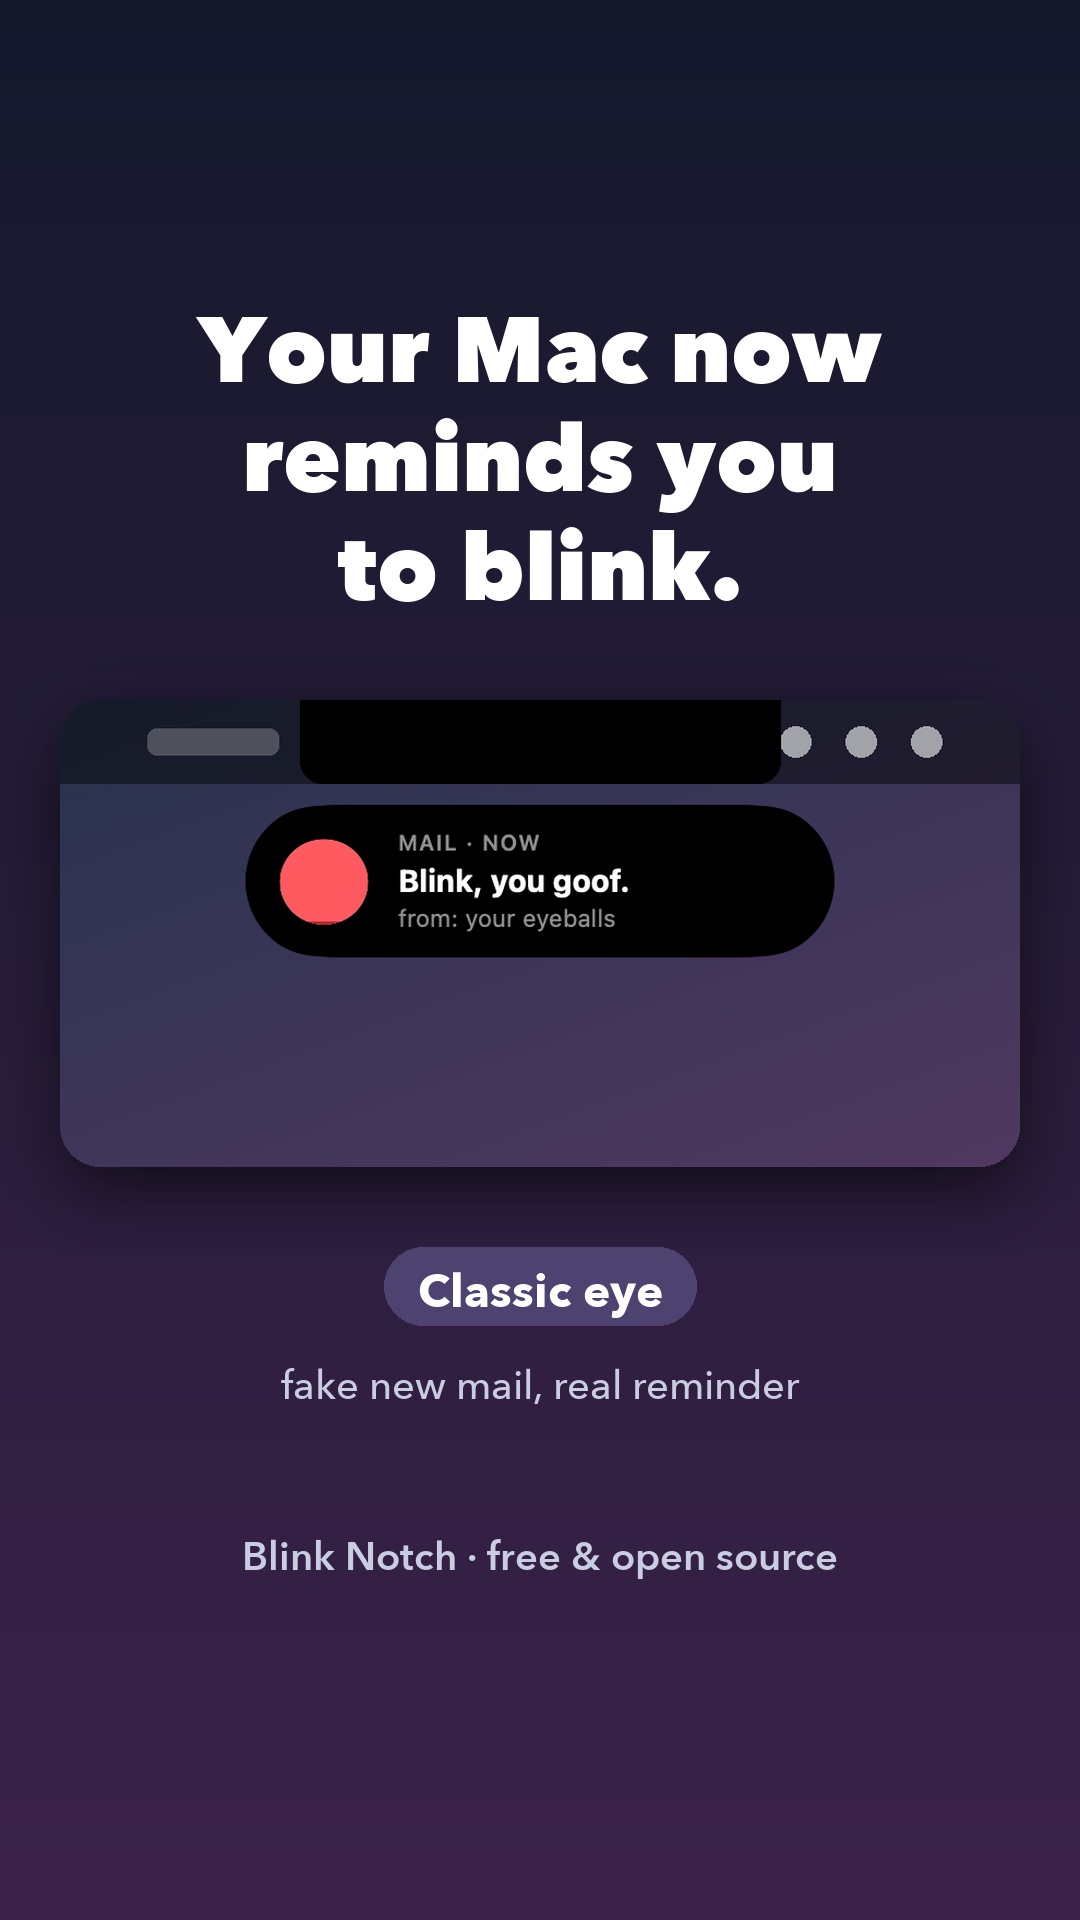 Your Mac now
reminds you
to blink.
MAIL · NOW
Blink, you goof.
from: your eyeballs
Classic eye
fake new mail, real reminder
Blink Notch · free & open source